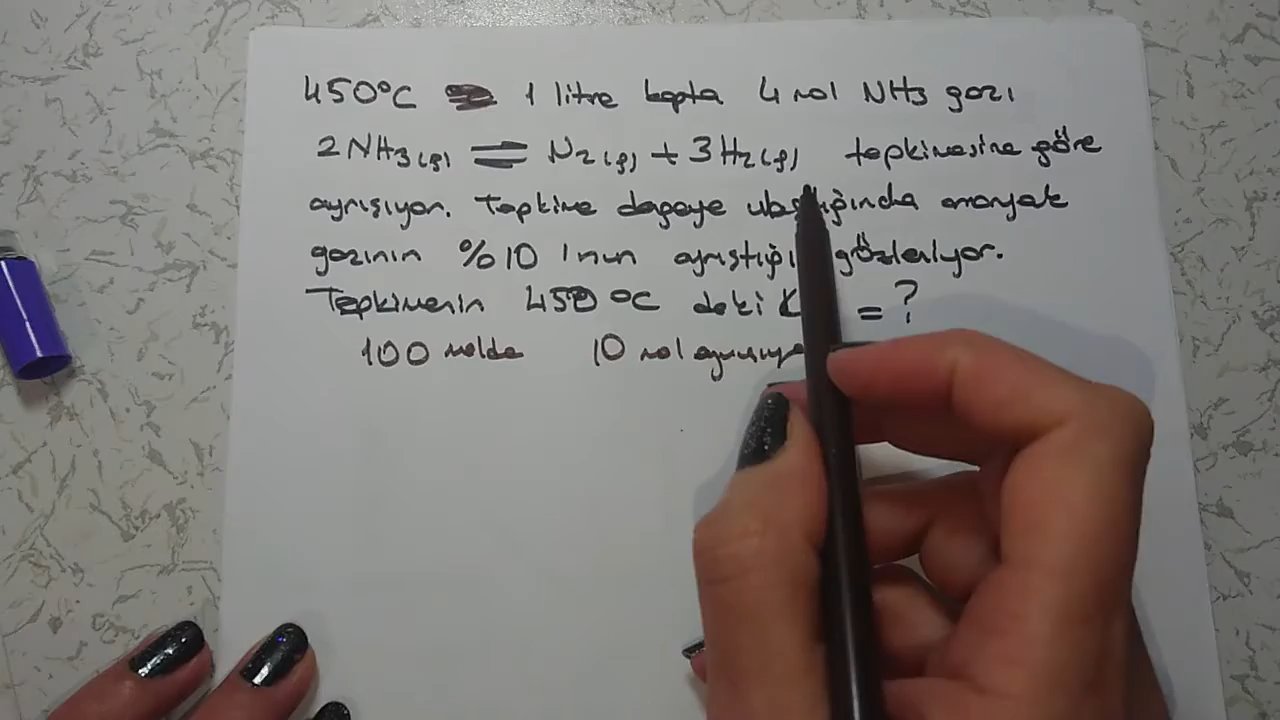 450°C 1 litre kapta 4 mol NH3 gazı
2NH3(g) ⇌ N2(g) + 3H2(g) tepkimesine göre
ayrışıyor. Tepkime dengeye ulaştığında amonyak
gazının %10 'nun ayrıştığı gözleniyor.
Tepkimenin 450 °C deki = ?
100 molde 10 mol